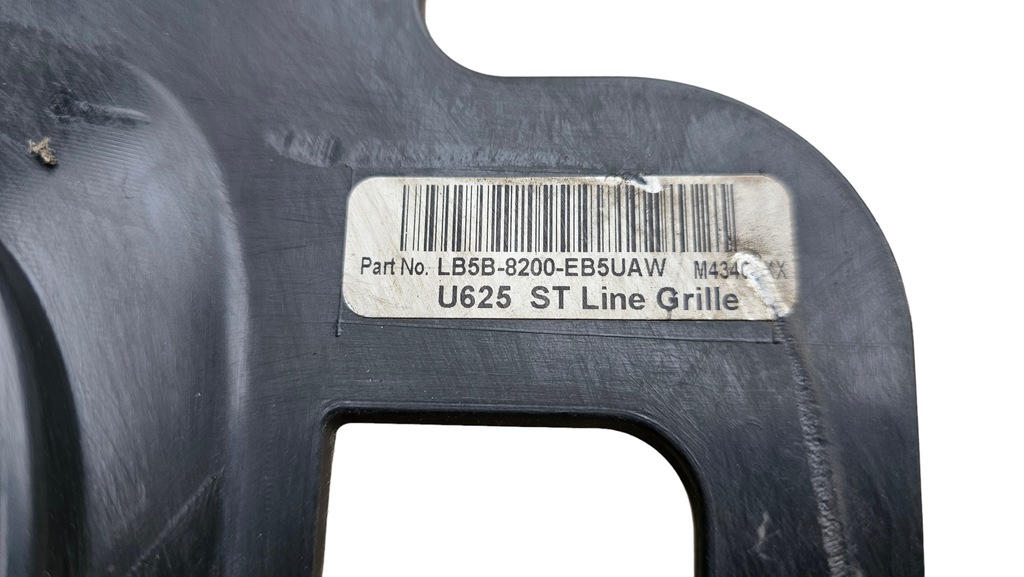 Part No. LB5B-8200-EB5UAW
U625 ST Line Grille